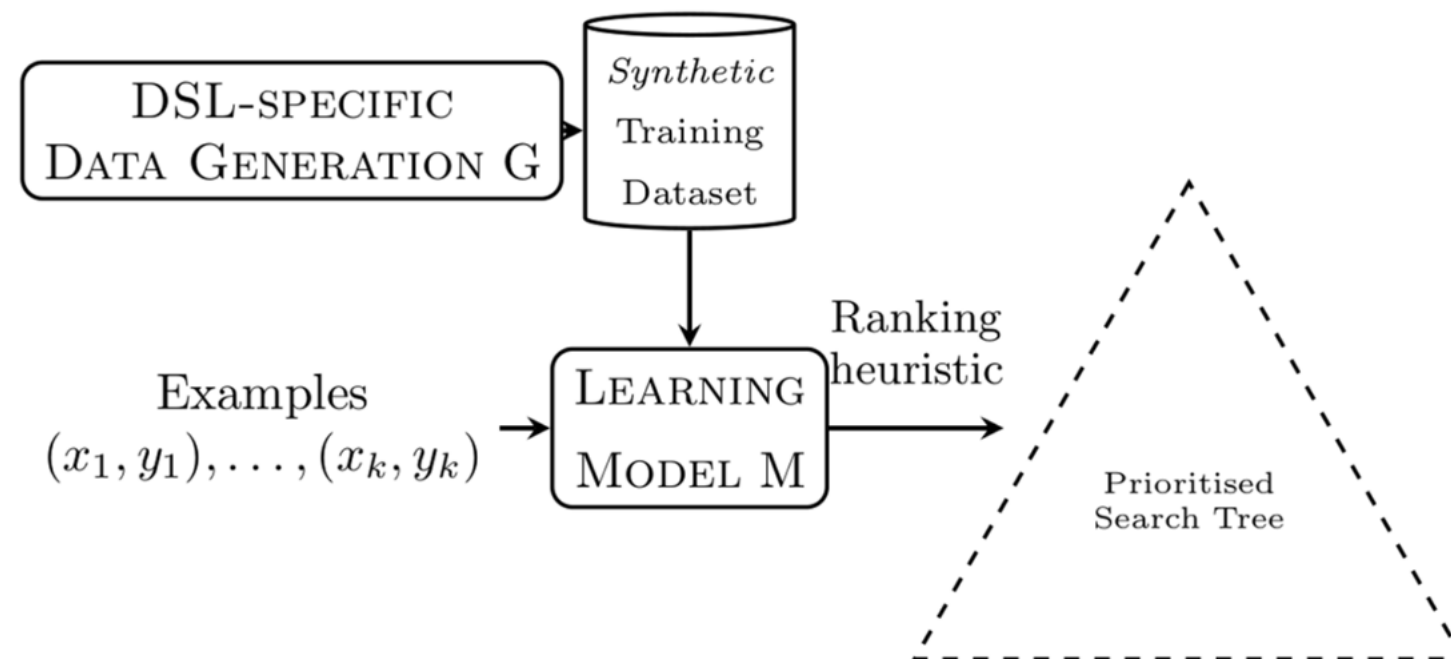 DSL-SPECIFIC
DATA GENERATION G
Synthetic
Training
Dataset
Ranking
heuristic
Examples
(x₁, y₁), . . . , (xₖ, yₖ)
LEARNING
MODEL M
Prioritised
Search Tree